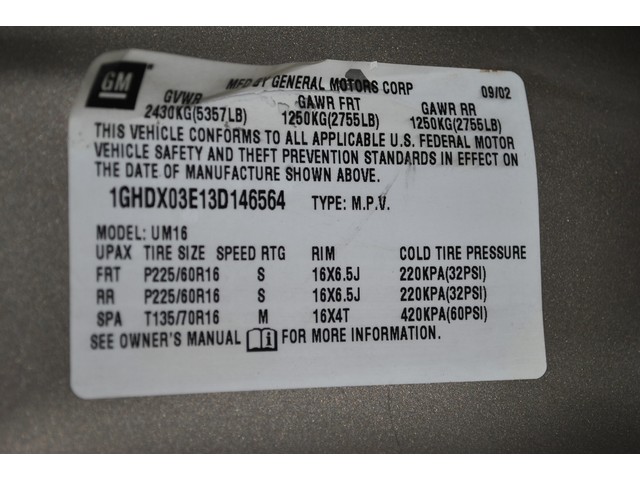 GM
MFD BY GENERAL MOTORS CORP 09/02
GVWR GAWR FRT GAWR RR
2430KG(5357LB) 1250KG(2755LB) 1250KG(2755LB)
THIS VEHICLE CONFORMS TO ALL APPLICABLE U.S. FEDERAL MOTOR
VEHICLE SAFETY AND THEFT PREVENTION STANDARDS IN EFFECT ON
THE DATE OF MANUFACTURE SHOWN ABOVE.
1GHDX03E13D146564 TYPE: M.P.V.
MODEL: UM16
UPAX TIRE SIZE SPEED RTG RIM COLD TIRE PRESSURE
FRT P225/60R16 S 16X6.5J 220KPA(32PSI)
RR P225/60R16 S 16X6.5J 220KPA(32PSI)
SPA T135/70R16 M 16X4T 420KPA(60PSI)
SEE OWNER'S MANUAL i FOR MORE INFORMATION.